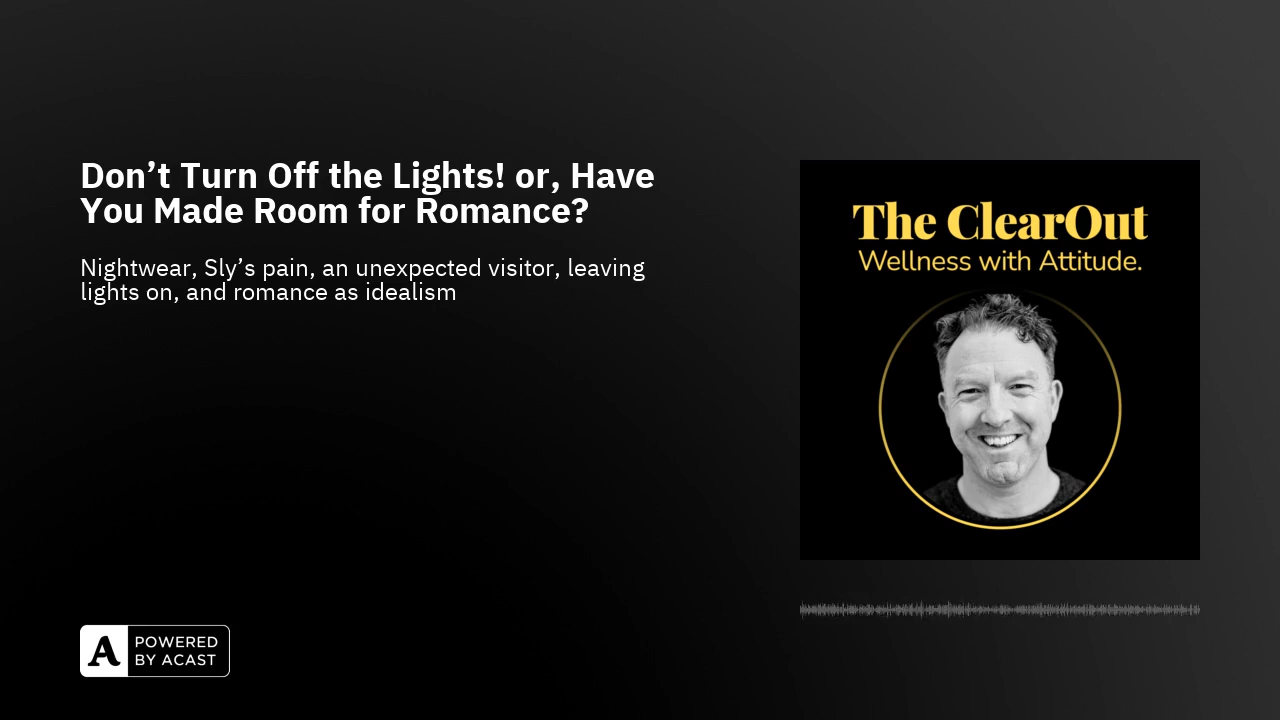 Don’t Turn Off the Lights! or, Have
You Made Room for Romance?
Nightwear, Sly’s pain, an unexpected visitor, leaving
lights on, and romance as idealism
The ClearOut
Wellness with Attitude.
A POWERED
BY ACAST